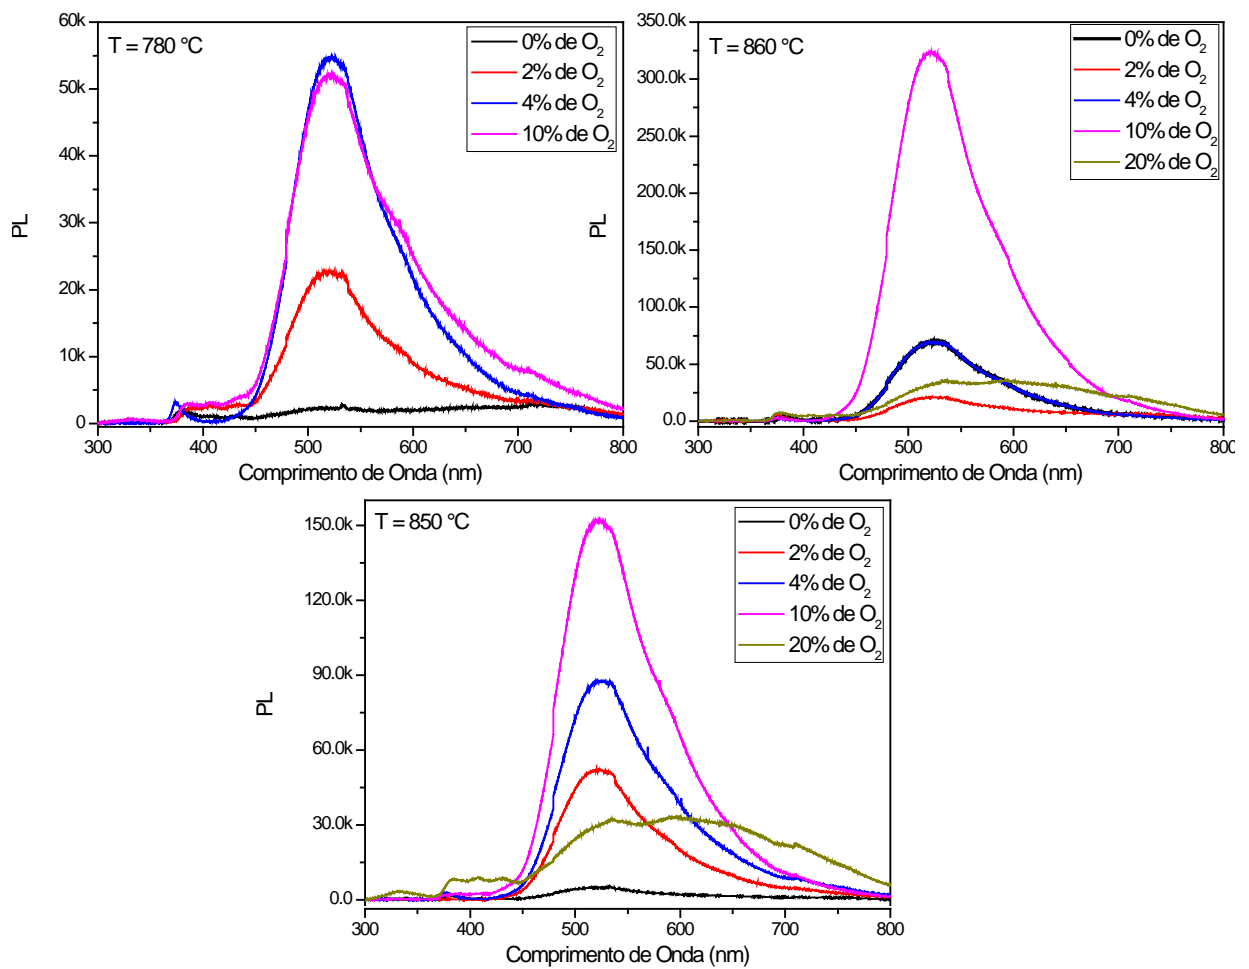 T = 780 °C
0% de O₂
2% de O₂
4% de O₂
10% de O₂
60k
50k
40k
30k
20k
10k
0
PL
300 400 500 600 700 800
Comprimento de Onda (nm)
T = 860 °C
0% de O₂
2% de O₂
4% de O₂
10% de O₂
20% de O₂
350.0k
300.0k
250.0k
200.0k
150.0k
100.0k
50.0k
0.0
PL
300 400 500 600 700 800
Comprimento de Onda (nm)
T = 850 °C
0% de O₂
2% de O₂
4% de O₂
10% de O₂
20% de O₂
150.0k
120.0k
90.0k
60.0k
30.0k
0.0
PL
300 400 500 600 700 800
Comprimento de Onda (nm)